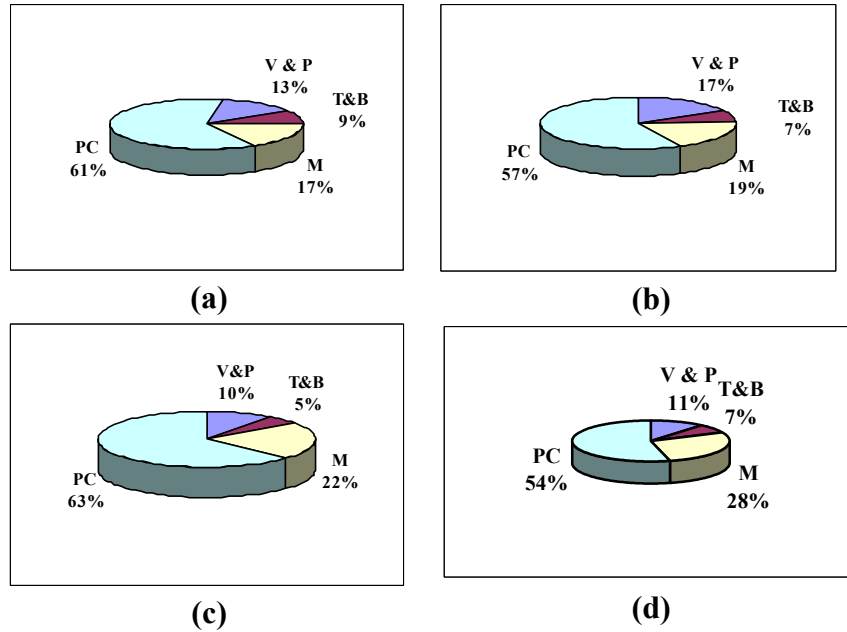 V & P
13%
T&B
9%
PC
61%
M
17%
(a)
V & P
17%
T&B
7%
PC
57%
M
19%
(b)
V&P
10%
T&B
5%
PC
63%
M
22%
(c)
V & P
11%
T&B
7%
PC
54%
M
28%
(d)